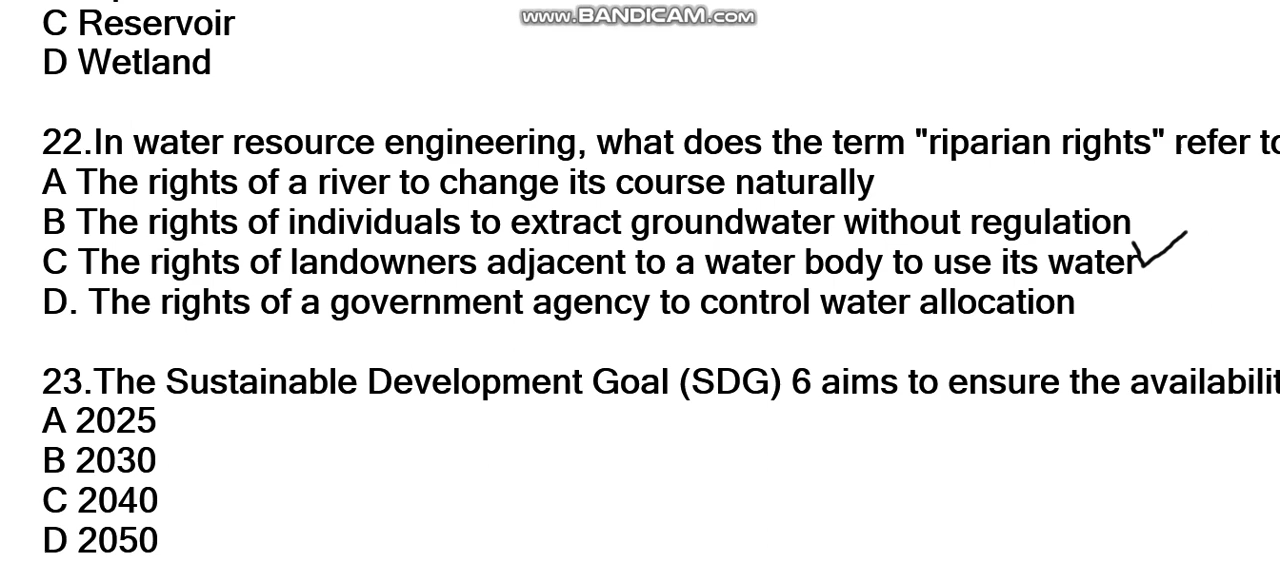 C Reservoir
www.BANDICAM.com
D Wetland
22.In water resource engineering, what does the term "riparian rights" refer
A The rights of a river to change its course naturally
B The rights of individuals to extract groundwater without regulation
C The rights of landowners adjacent to a water body to use its water
D. The rights of a government agency to control water allocation
23.The Sustainable Development Goal (SDG) 6 aims to ensure the
A 2025
B 2030
C 2040
D 2050